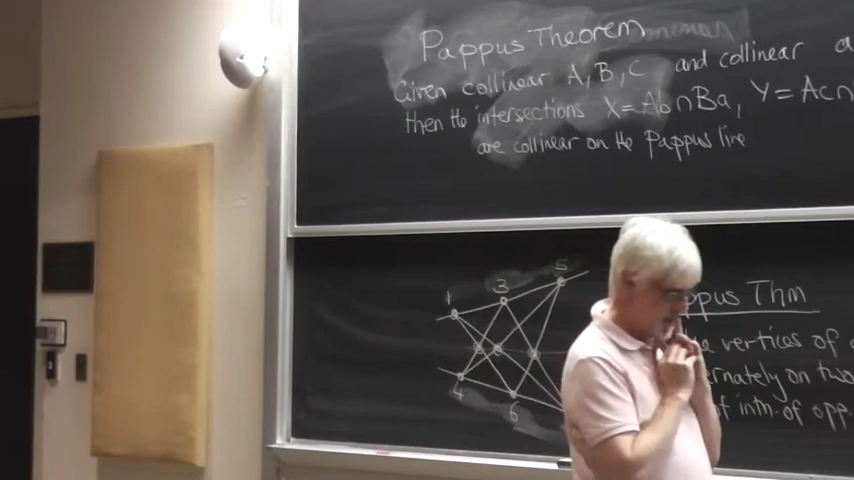 Pappus Theorem
Given collinear A, B, C and collinear a
then the intersections X = Ab ∩ Ba, Y = Ac ∩
are collinear on the Pappus line
1 3 5
4 6
ppus Thm
e vertices of
rnately on two
f intn. of opp.